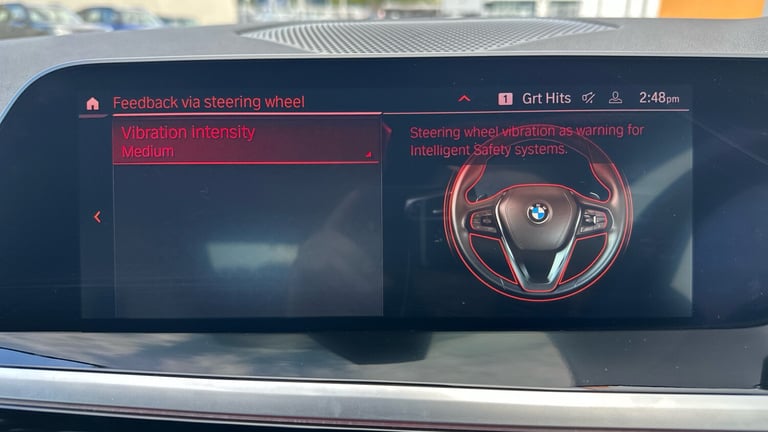 Feedback via steering wheel
1 Grt Hits 2:48pm
Vibration intensity
Medium
Steering wheel vibration as warning for
Intelligent Safety systems.
BMW